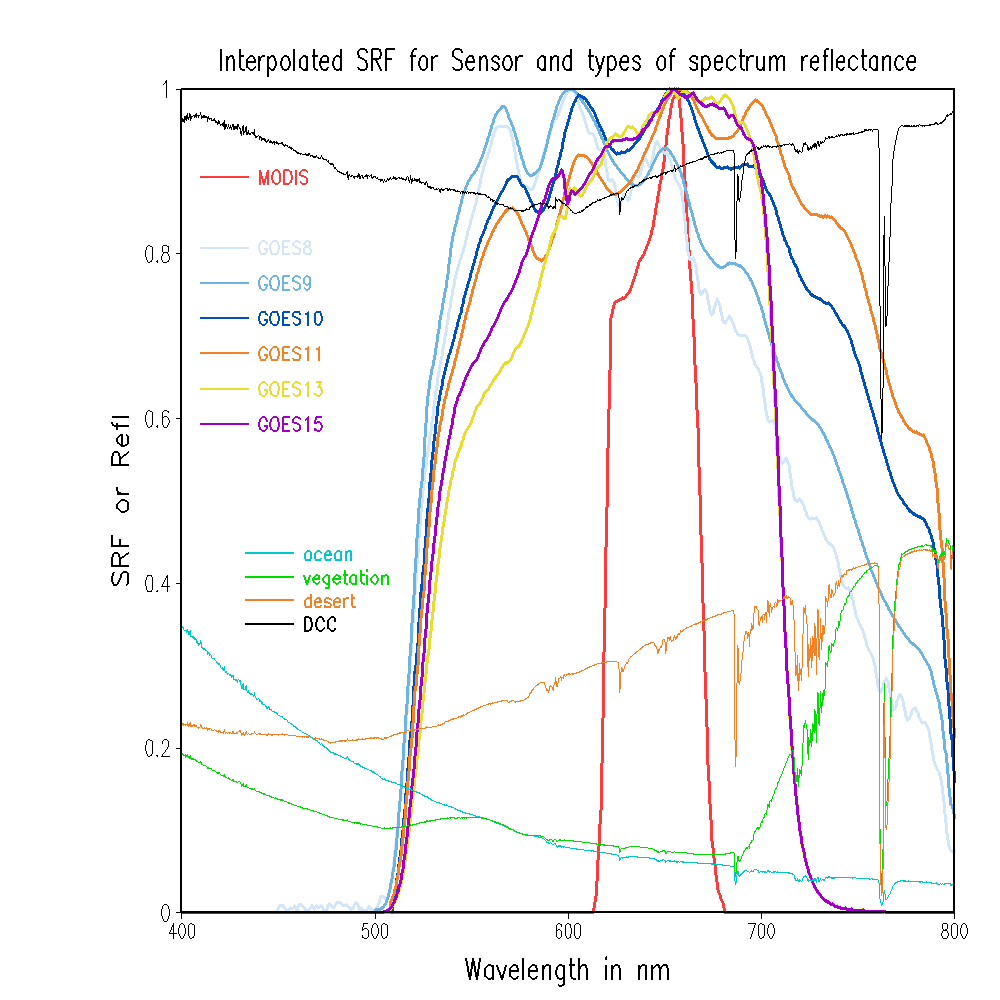 Interpolated SRF for Sensor and types of spectrum reflectance
1
0.8
0.6
0.4
0.2
0
SRF or Refl
MODIS
GOES8
GOES9
GOES10
GOES11
GOES13
GOES15
ocean
vegetation
desert
DCC
400 500 600 700 800
Wavelength in nm